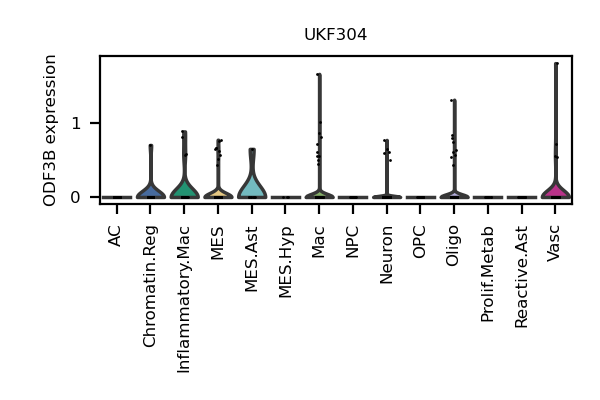 UKF304
ODF3B expression
1
0
AC
Chromatin.Reg
Inflammatory.Mac
MES
MES.Ast
MES.Hyp
Mac
NPC
Neuron
OPC
Oligo
Prolif.Metab
Reactive.Ast
Vasc